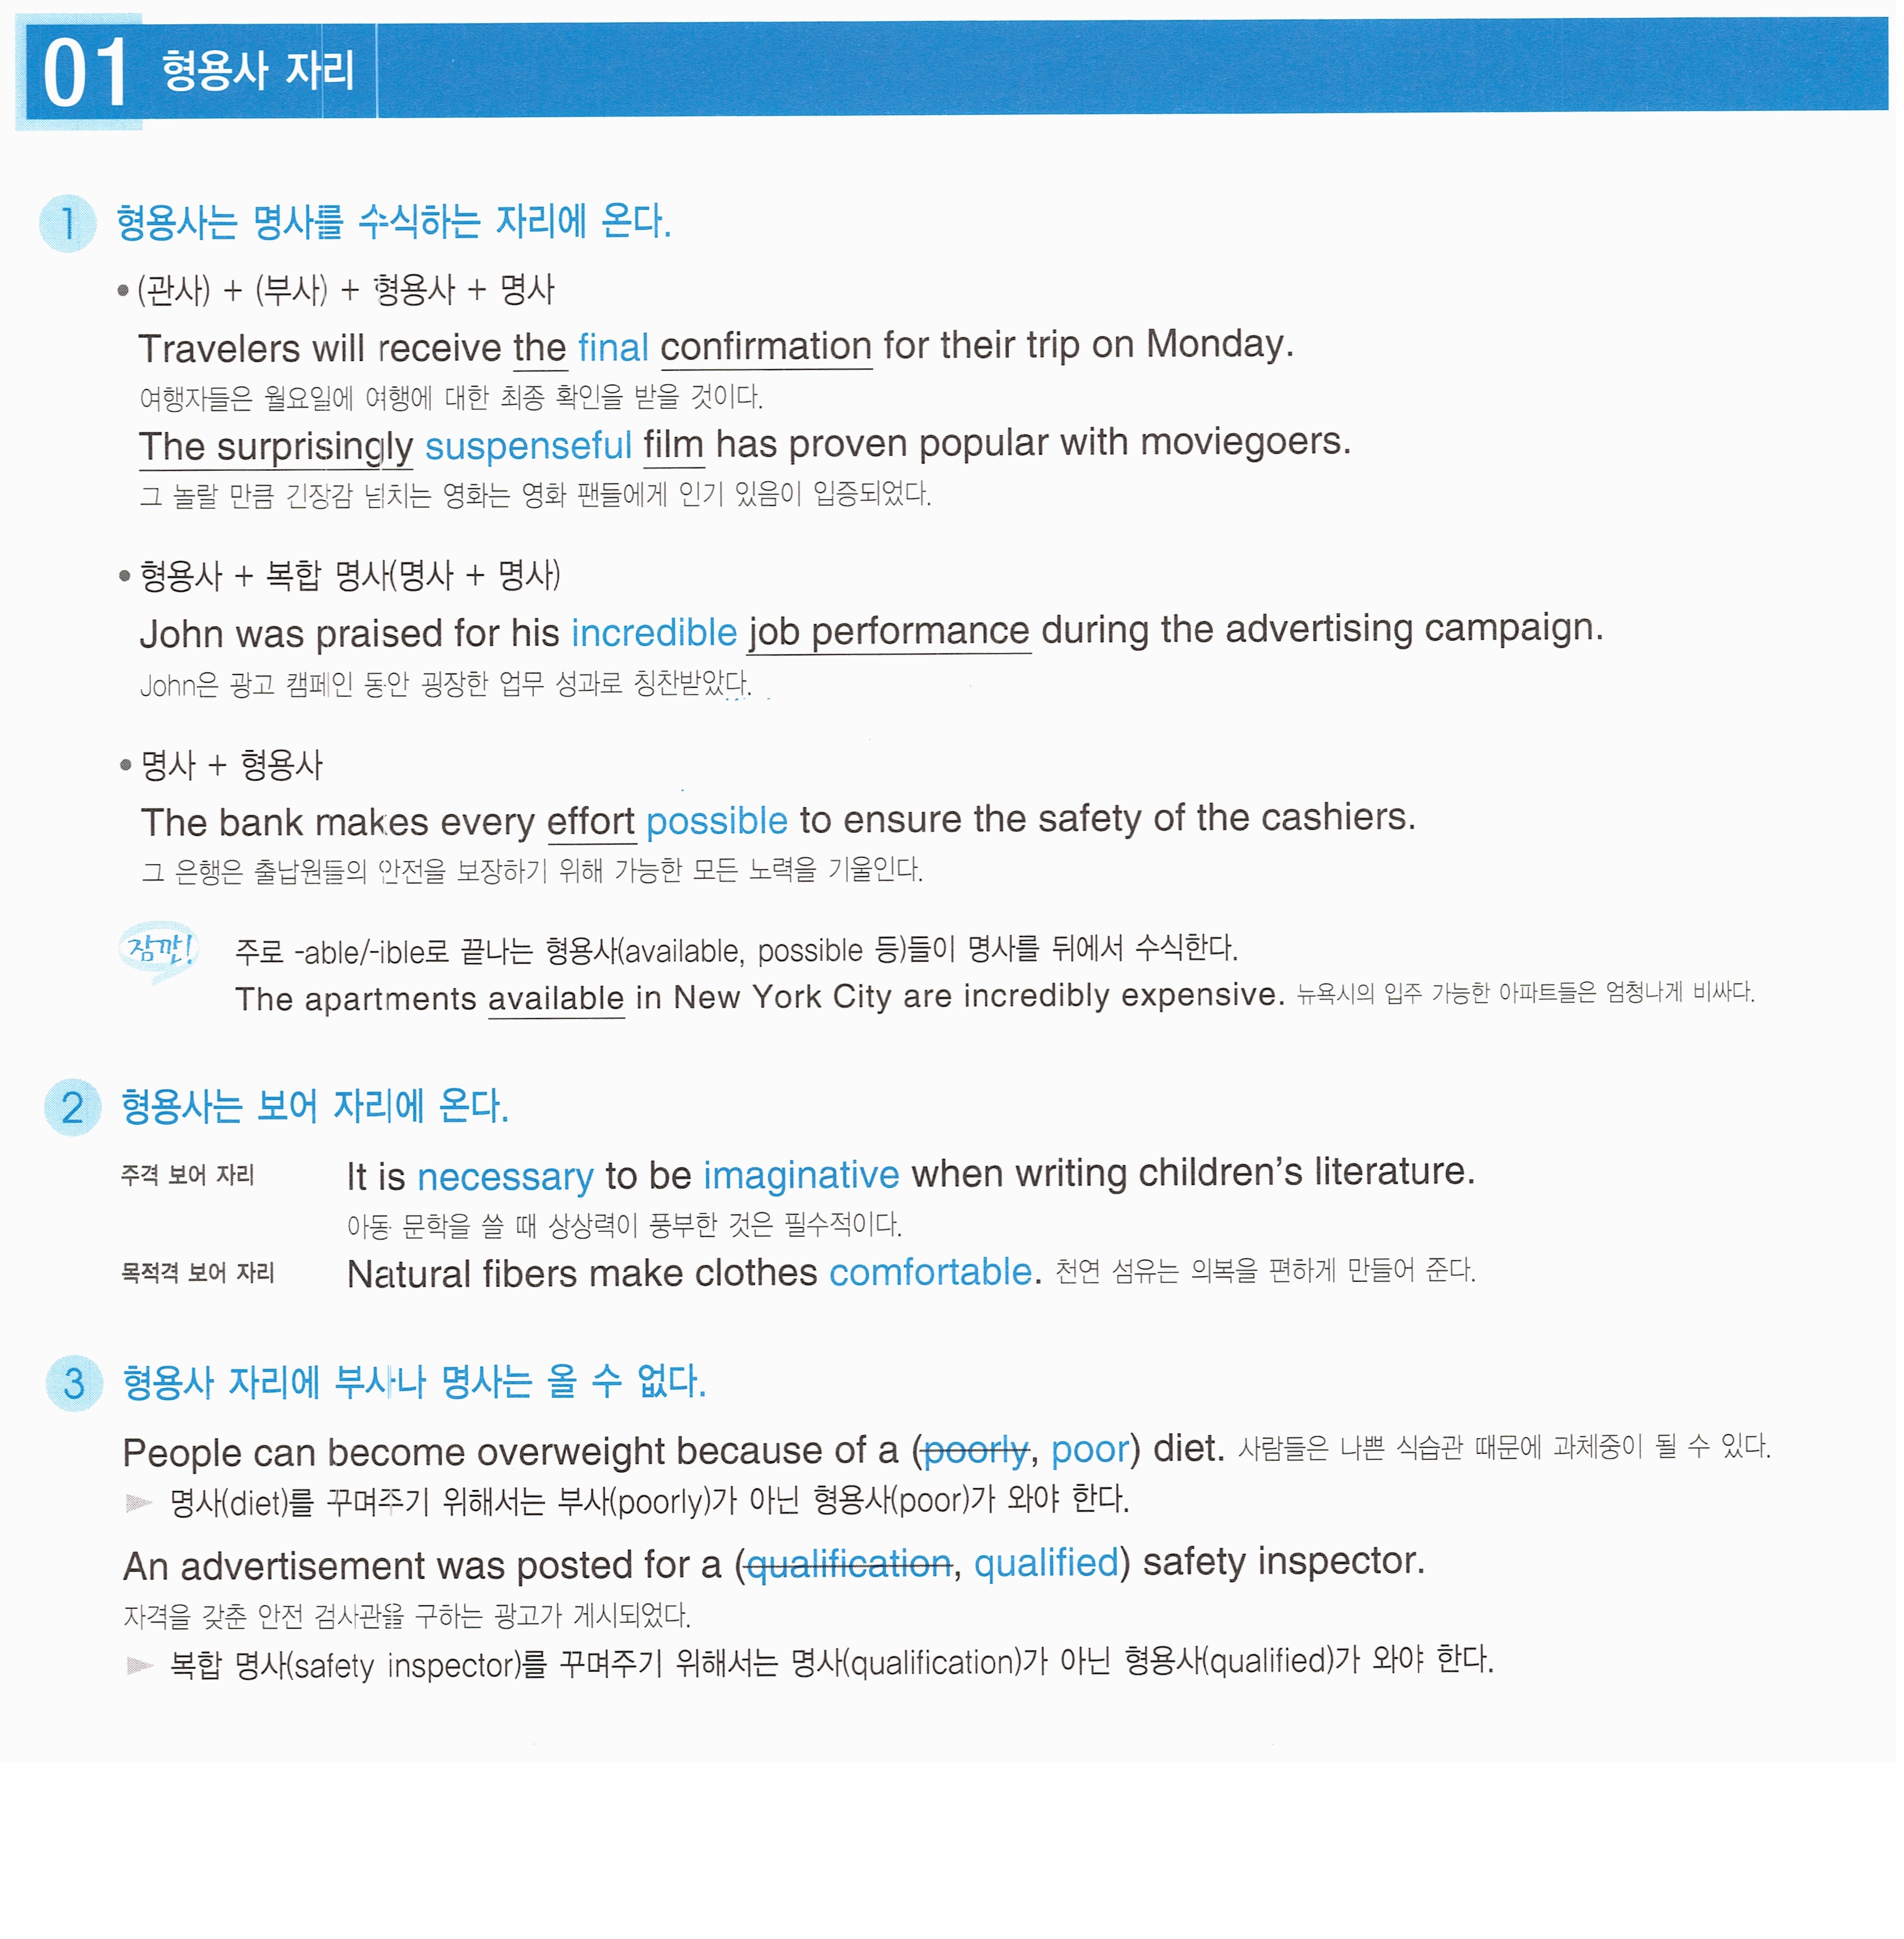 01 형용사 자리
1 형용사는 명사를 수식하는 자리에 온다.
• (관사) + (부사) + 형용사 + 명사
Travelers will receive the final confirmation for their trip on Monday.
여행자들은 월요일에 여행에 대한 최종 확인을 받을 것이다.
The surprisingly suspenseful film has proven popular with moviegoers.
그 놀랄 만큼 긴장감 넘치는 영화는 영화 팬들에게 인기 있음이 입증되었다.
• 형용사 + 복합 명사(명사 + 명사)
John was praised for his incredible job performance during the advertising campaign.
John은 광고 캠페인 동안 굉장한 업무 성과로 칭찬받았다.
• 명사 + 형용사
The bank makes every effort possible to ensure the safety of the cashiers.
그 은행은 출납원들의 안전을 보장하기 위해 가능한 모든 노력을 기울인다.
잠깐! 주로 -able/-ible로 끝나는 형용사(available, possible 등)들이 명사를 뒤에서 수식한다.
The apartments available in New York City are incredibly expensive. 뉴욕시의 입주 가능한 아파트들은 엄청나게 비싸다.
2 형용사는 보어 자리에 온다.
주격 보어 자리 It is necessary to be imaginative when writing children's literature.
아동 문학을 쓸 때 상상력이 풍부한 것은 필수적이다.
목적격 보어 자리 Natural fibers make clothes comfortable. 천연 섬유는 의복을 편하게 만들어 준다.
3 형용사 자리에 부사나 명사는 올 수 없다.
People can become overweight because of a (poorly, poor) diet. 사람들은 나쁜 식습관 때문에 과체중이 될 수 있다.
► 명사(diet)를 꾸며주기 위해서는 부사(poorly)가 아닌 형용사(poor)가 와야 한다.
An advertisement was posted for a (qualification, qualified) safety inspector.
자격을 갖춘 안전 검사관을 구하는 광고가 게시되었다.
► 복합 명사(safety inspector)를 꾸며주기 위해서는 명사(qualification)가 아닌 형용사(qualified)가 와야 한다.